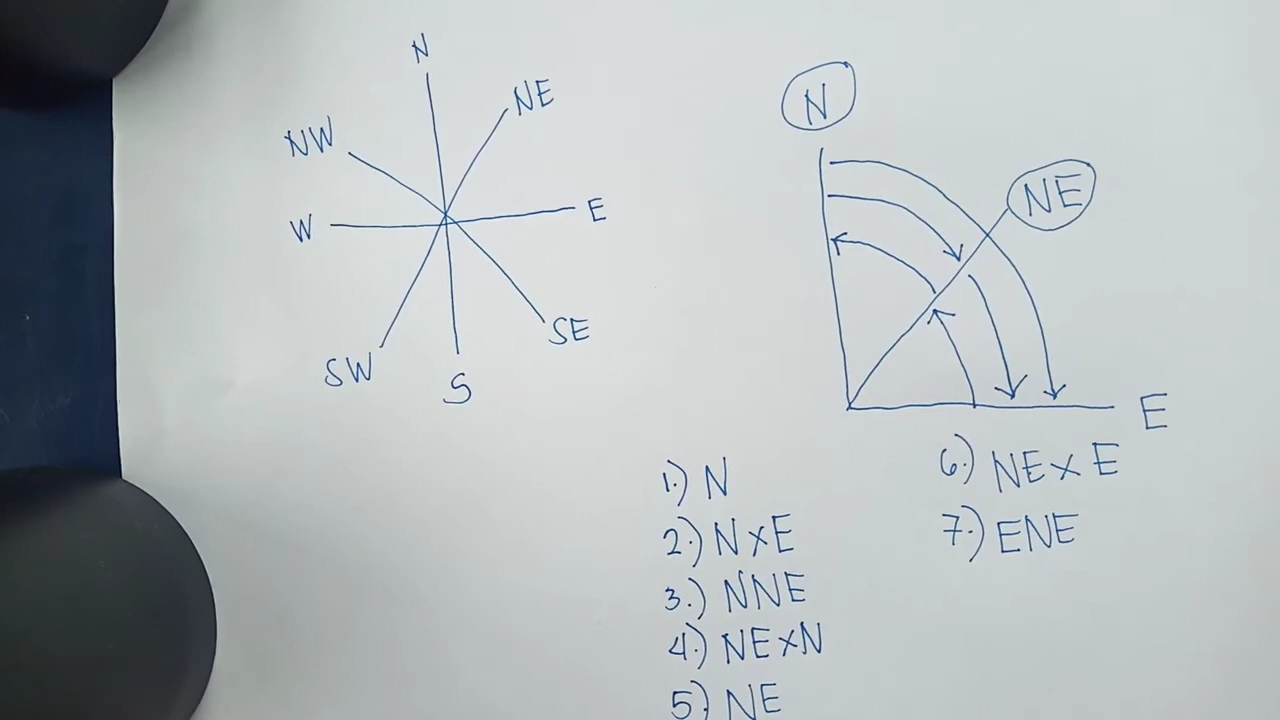 N
NE
NW
E
W
SE
SW
S
N
NE
E
1.) N
2.) N x E
3.) NNE
4.) NE x N
5.) NE
6.) NE x E
7.) ENE